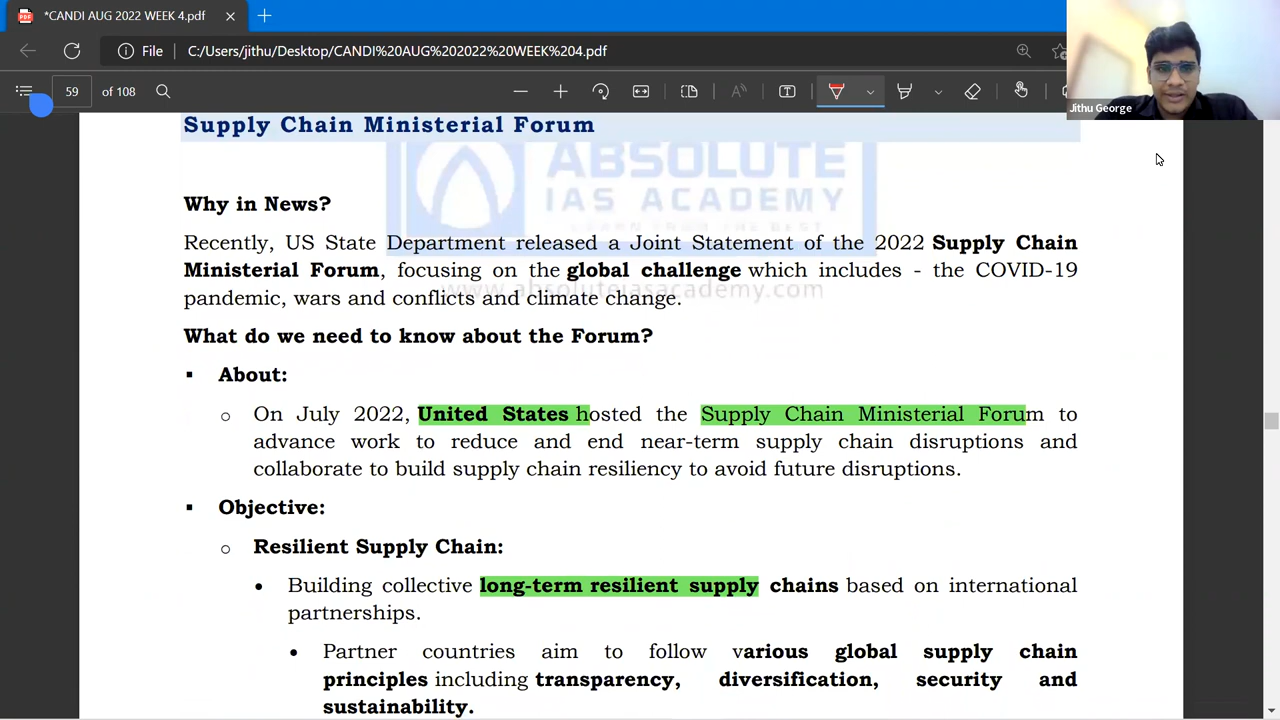 *CANDI AUG 2022 WEEK 4.pdf
File
C:/Users/jithu/Desktop/CANDI%20AUG%202022%20WEEK%204.pdf
59 of 108
Jithu George
Supply Chain Ministerial Forum
ABSOLUTE
IAS ACADEMY
LEARN FROM THE BEST
Why in News?
Recently, US State Department released a Joint Statement of the 2022 Supply Chain
Ministerial Forum, focusing on the global challenge which includes - the COVID-19
pandemic, wars and conflicts and climate change.
www.absoluteiasacademy.com
What do we need to know about the Forum?
▪ About:
o On July 2022, United States hosted the Supply Chain Ministerial Forum to
advance work to reduce and end near-term supply chain disruptions and
collaborate to build supply chain resiliency to avoid future disruptions.
▪ Objective:
o Resilient Supply Chain:
• Building collective long-term resilient supply chains based on international
partnerships.
• Partner countries aim to follow various global supply chain
principles including transparency, diversification, security and
sustainability.